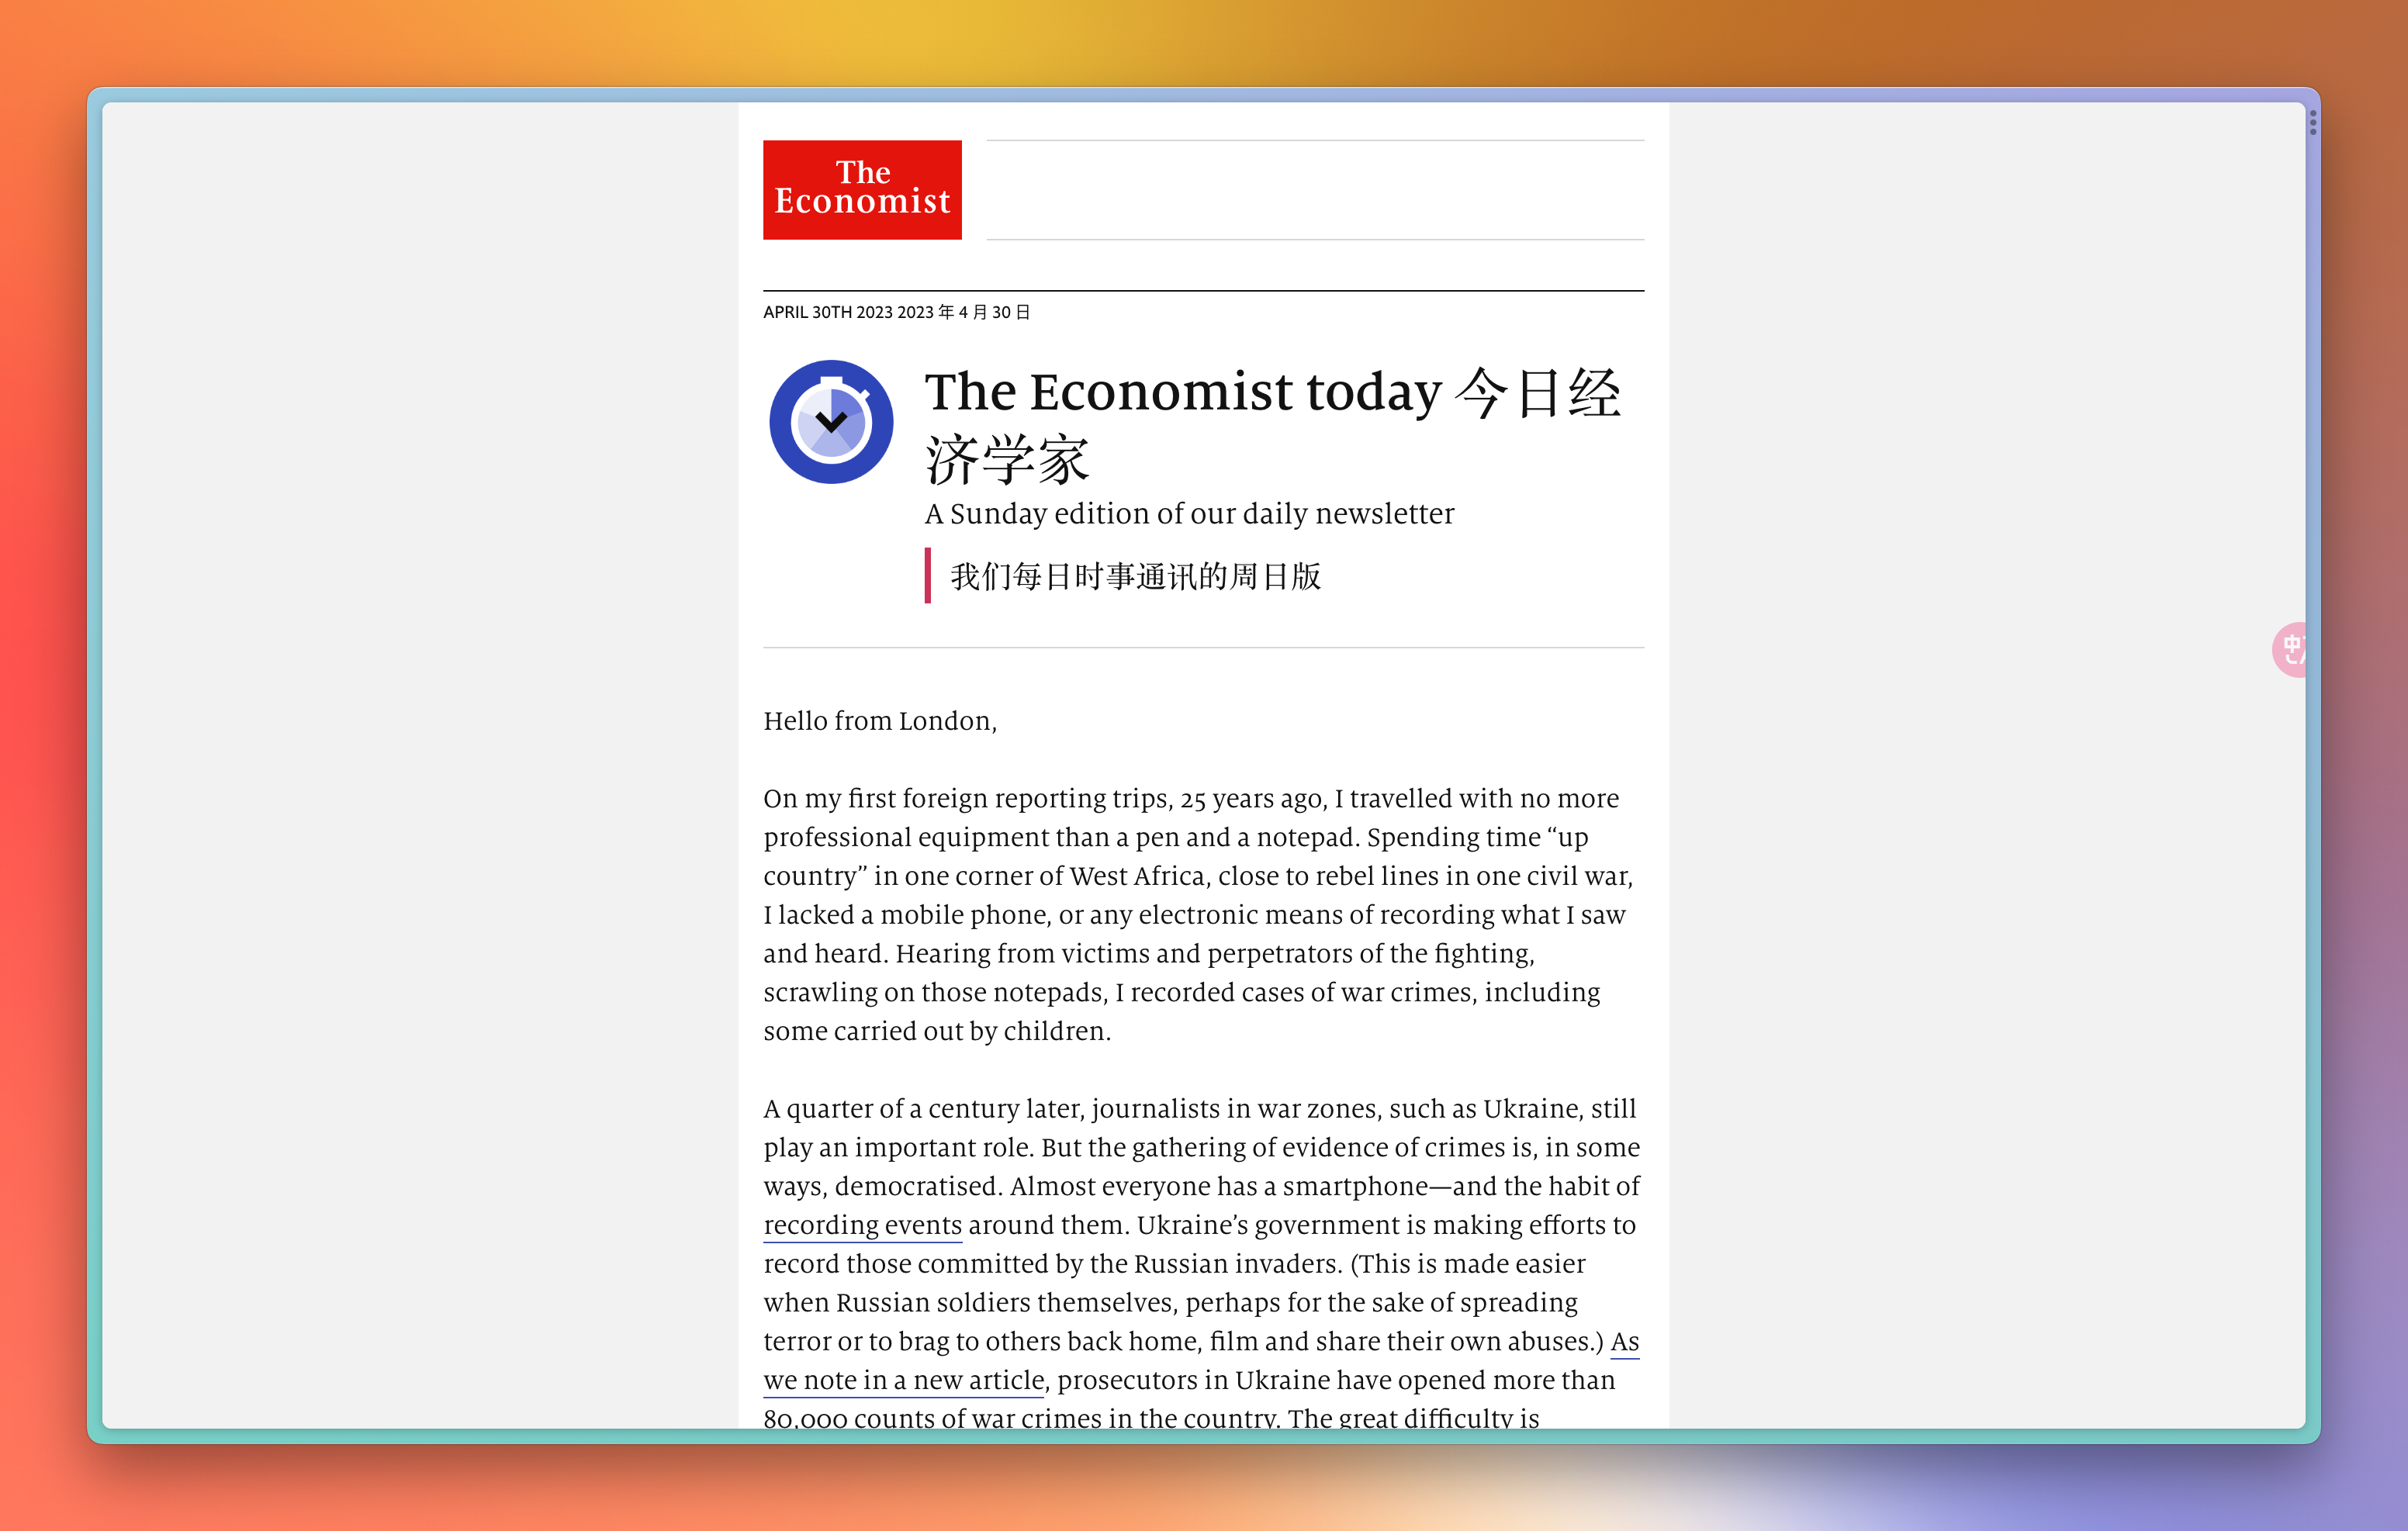 The
Economist
APRIL 30TH 2023 2023 年 4 月 30 日
The Economist today 今日经
济学家
A Sunday edition of our daily newsletter
我们每日时事通讯的周日版
Hello from London,
On my first foreign reporting trips, 25 years ago, I travelled with no more
professional equipment than a pen and a notepad. Spending time “up
country” in one corner of West Africa, close to rebel lines in one civil war,
I lacked a mobile phone, or any electronic means of recording what I saw
and heard. Hearing from victims and perpetrators of the fighting,
scrawling on those notepads, I recorded cases of war crimes, including
some carried out by children.
A quarter of a century later, journalists in war zones, such as Ukraine, still
play an important role. But the gathering of evidence of crimes is, in some
ways, democratised. Almost everyone has a smartphone—and the habit of
recording events around them. Ukraine’s government is making efforts to
record those committed by the Russian invaders. (This is made easier
when Russian soldiers themselves, perhaps for the sake of spreading
terror or to brag to others back home, film and share their own abuses.) As
we note in a new article, prosecutors in Ukraine have opened more than
80,000 counts of war crimes in the country. The great difficulty is